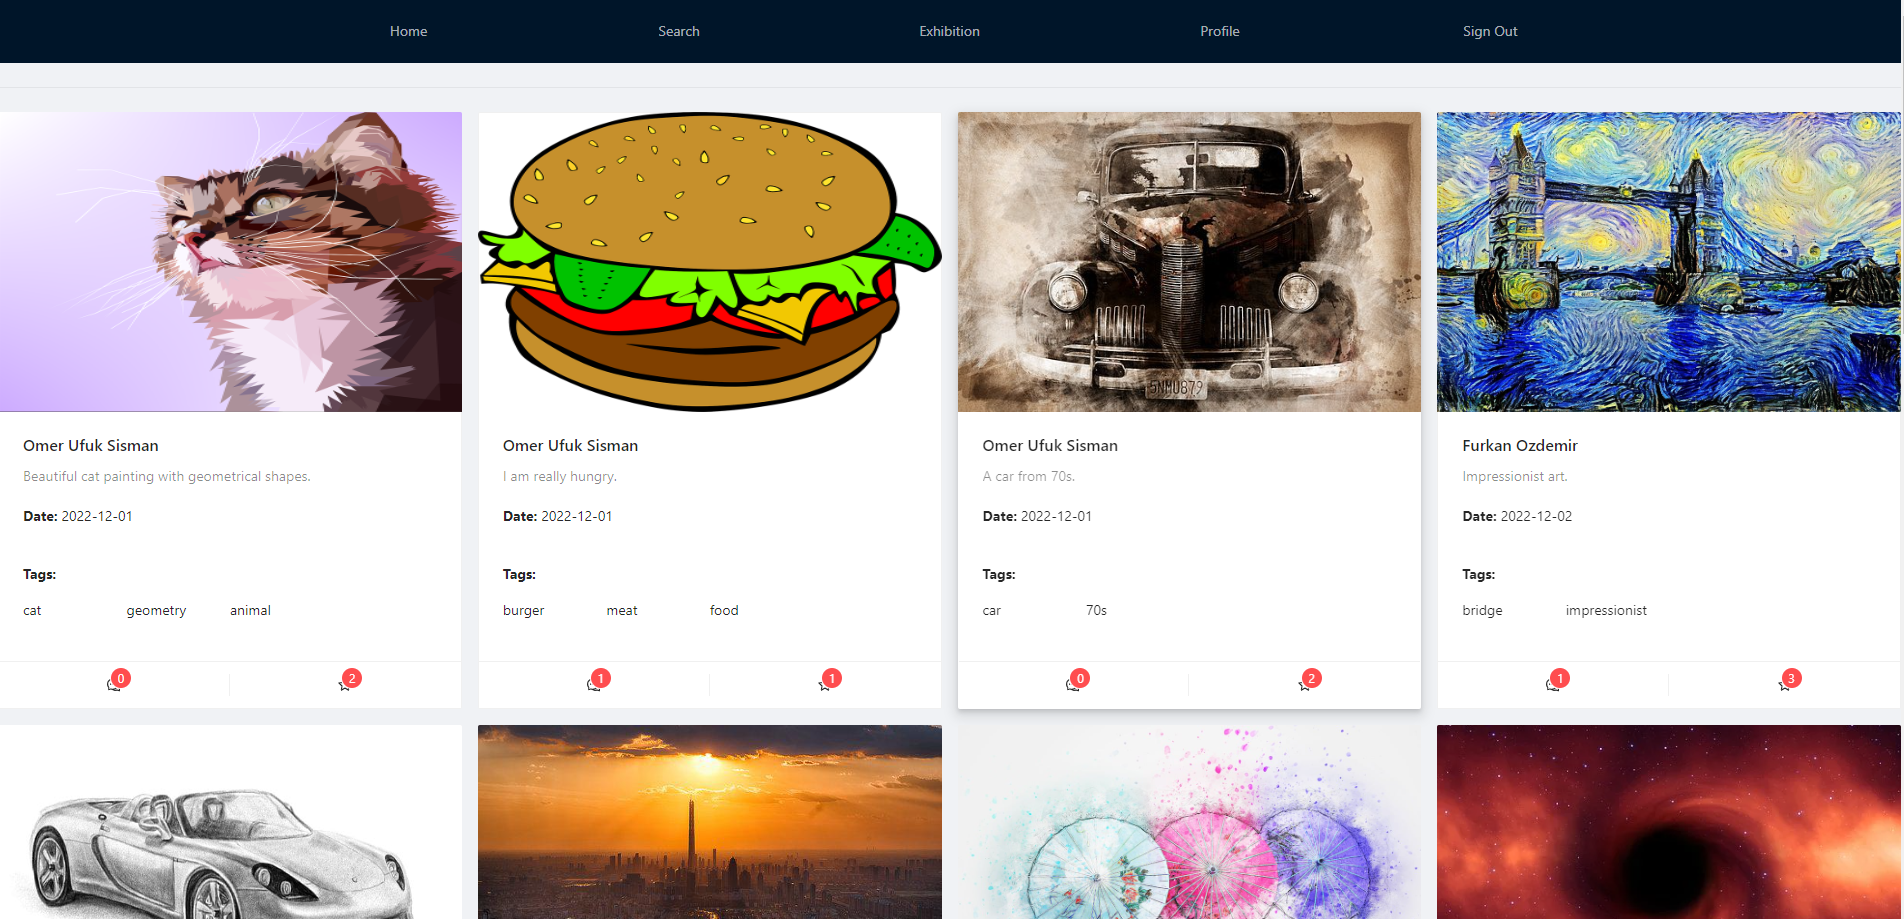 Home Search Exhibition Profile Sign Out
5NMU879
Omer Ufuk Sisman
Beautiful cat painting with geometrical shapes.
Date: 2022-12-01
Tags:
cat geometry animal
0 2
Omer Ufuk Sisman
I am really hungry.
Date: 2022-12-01
Tags:
burger meat food
1 1
Omer Ufuk Sisman
A car from 70s.
Date: 2022-12-01
Tags:
car 70s
0 2
Furkan Ozdemir
Impressionist art.
Date: 2022-12-02
Tags:
bridge impressionist
1 3